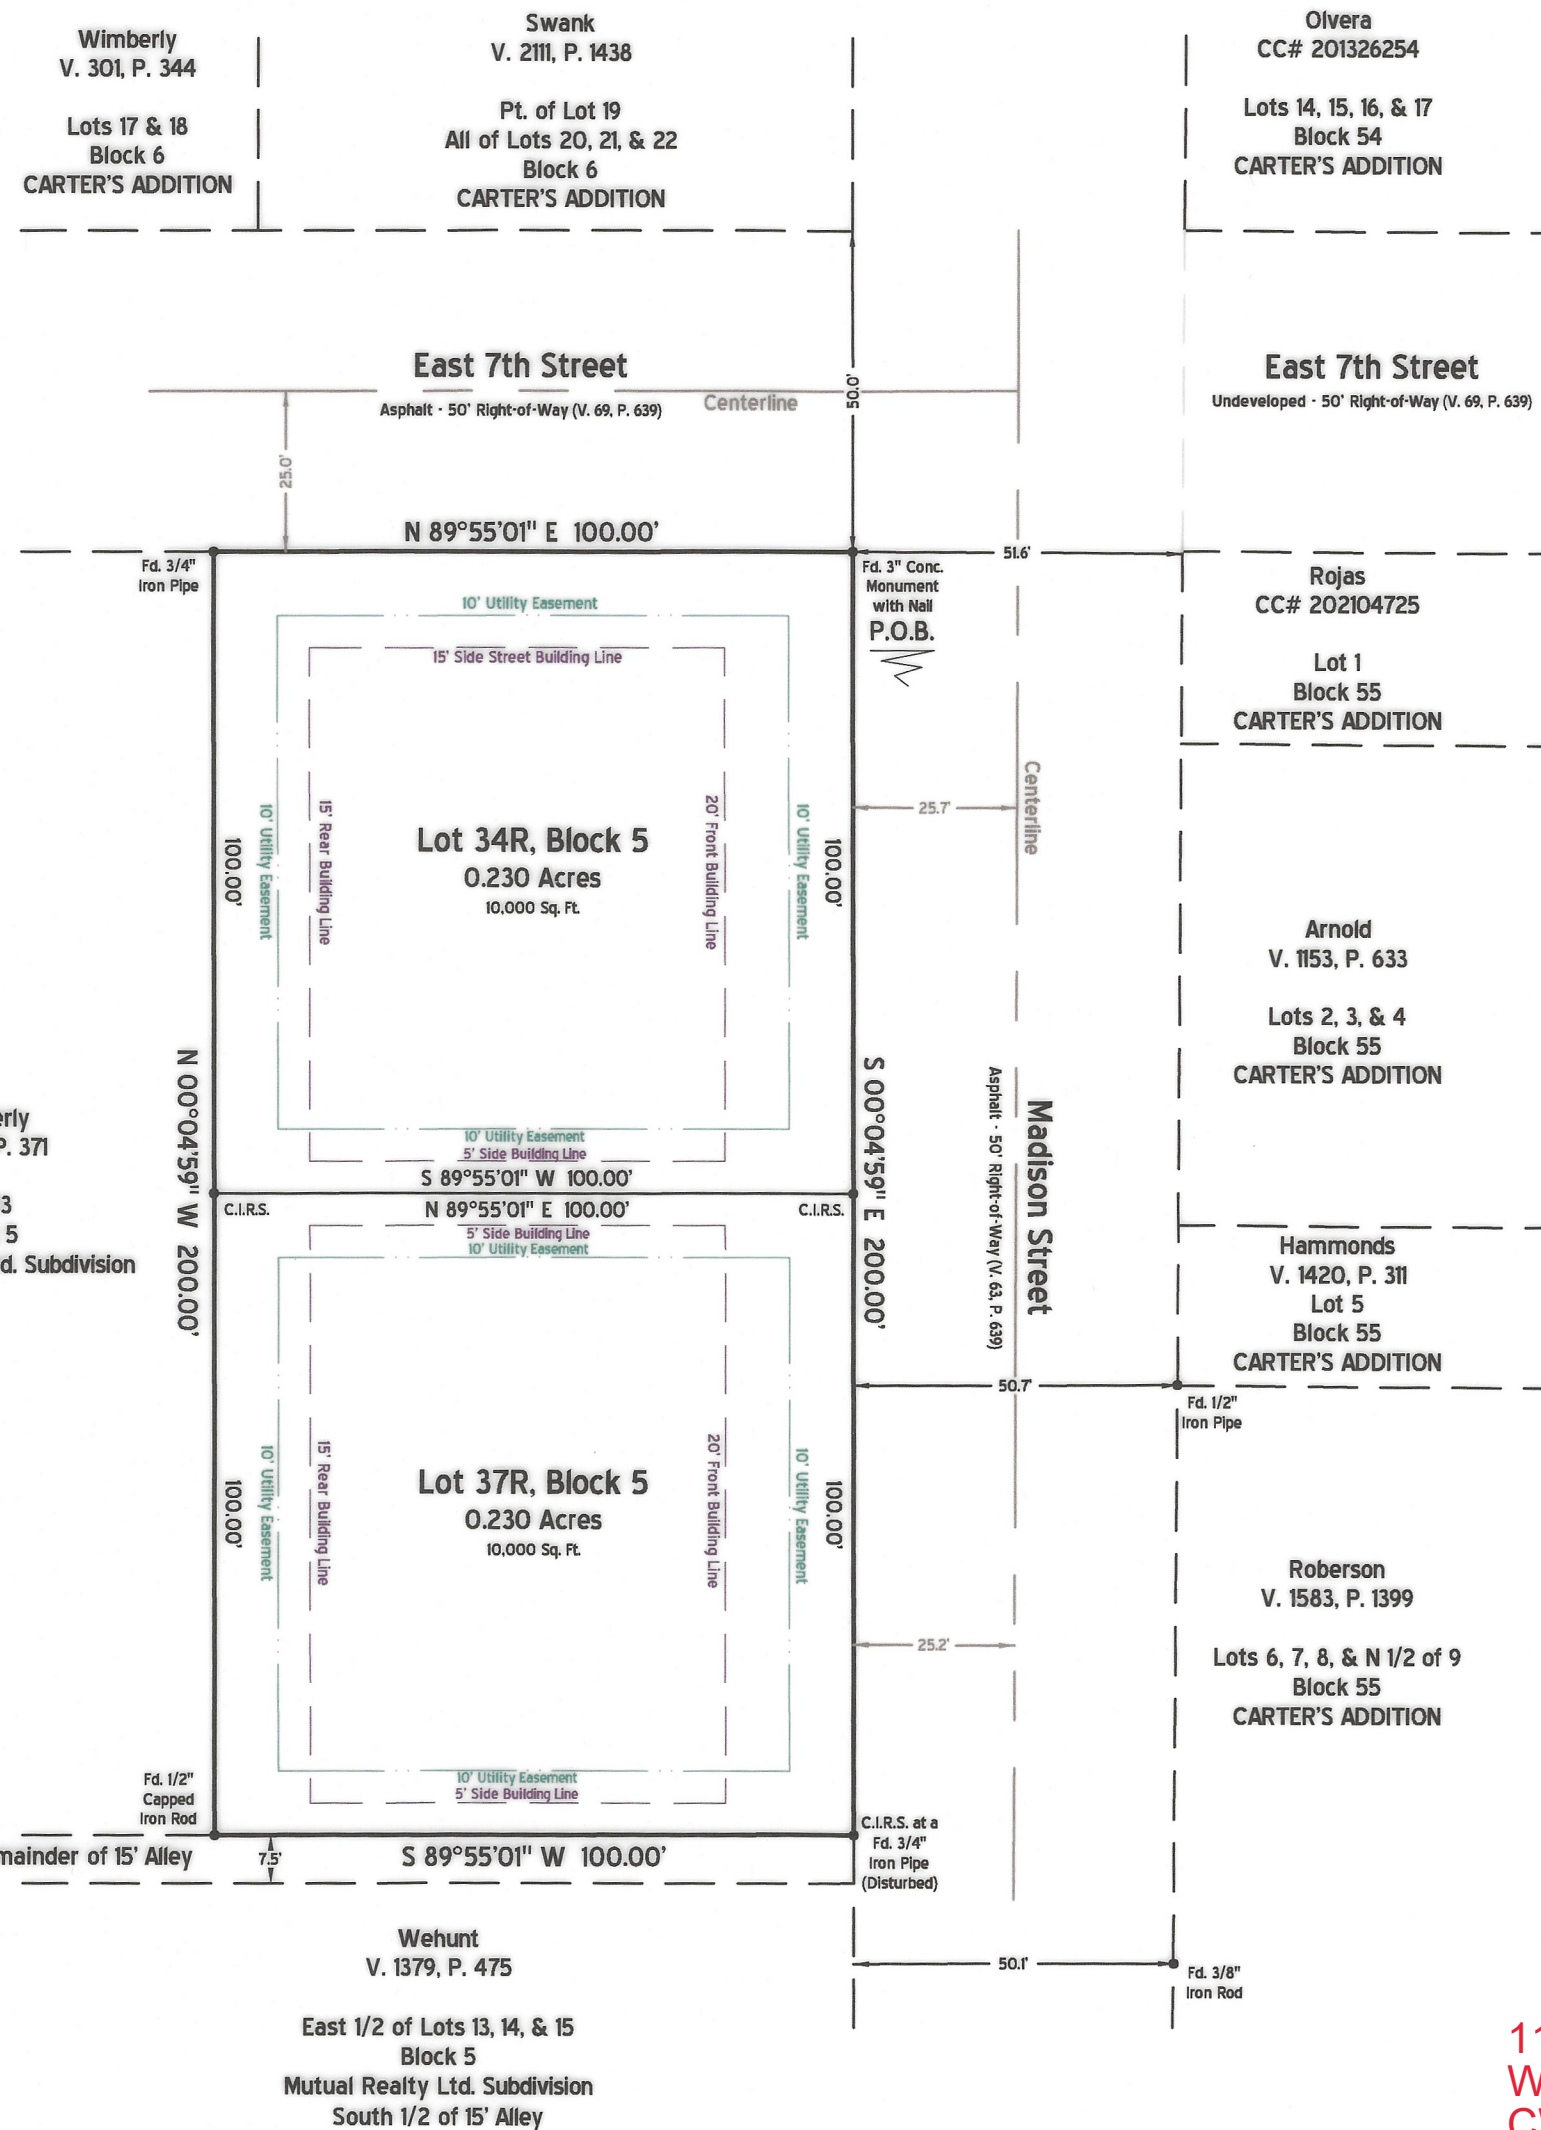 Wimberly
V. 301, P. 344
Lots 17 & 18
Block 6
CARTER'S ADDITION
Swank
V. 2111, P. 1438
Pt. of Lot 19
All of Lots 20, 21, & 22
Block 6
CARTER'S ADDITION
Olvera
CC# 201326254
Lots 14, 15, 16, & 17
Block 54
CARTER'S ADDITION
East 7th Street
Asphalt - 50' Right-of-Way (V. 69, P. 639)
Centerline
50.0'
25.0'
East 7th Street
Undeveloped - 50' Right-of-Way (V. 69, P. 639)
N 89°55'01" E 100.00'
51.6'
Fd. 3/4"
Iron Pipe
Fd. 3" Conc.
Monument
with Nail
P.O.B.
Rojas
CC# 202104725
Lot 1
Block 55
CARTER'S ADDITION
10' Utility Easement
15' Side Street Building Line
10' Utility Easement
15' Rear Building Line
20' Front Building Line
10' Utility Easement
100.00'
100.00'
Lot 34R, Block 5
0.230 Acres
10,000 Sq. Ft.
25.7'
Centerline
Arnold
V. 1153, P. 633
Lots 2, 3, & 4
Block 55
CARTER'S ADDITION
10' Utility Easement
5' Side Building Line
S 89°55'01" W 100.00'
N 89°55'01" E 100.00'
C.I.R.S.
C.I.R.S.
5' Side Building Line
10' Utility Easement
N 00°04'59" W 200.00'
S 00°04'59" E 200.00'
Asphalt - 50' Right-of-Way (V. 63, P. 639)
Madison Street
erly
P. 371
3
5
d. Subdivision
Hammonds
V. 1420, P. 311
Lot 5
Block 55
CARTER'S ADDITION
50.7'
Fd. 1/2"
Iron Pipe
100.00'
10' Utility Easement
15' Rear Building Line
Lot 37R, Block 5
0.230 Acres
10,000 Sq. Ft.
20' Front Building Line
10' Utility Easement
100.00'
25.2'
Roberson
V. 1583, P. 1399
Lots 6, 7, 8, & N 1/2 of 9
Block 55
CARTER'S ADDITION
10' Utility Easement
5' Side Building Line
Fd. 1/2"
Capped
Iron Rod
C.I.R.S. at a
Fd. 3/4"
Iron Pipe
(Disturbed)
mainder of 15' Alley
7.5'
S 89°55'01" W 100.00'
50.1'
Fd. 3/8"
Iron Rod
Wehunt
V. 1379, P. 475
East 1/2 of Lots 13, 14, & 15
Block 5
Mutual Realty Ltd. Subdivision
South 1/2 of 15' Alley
11
W